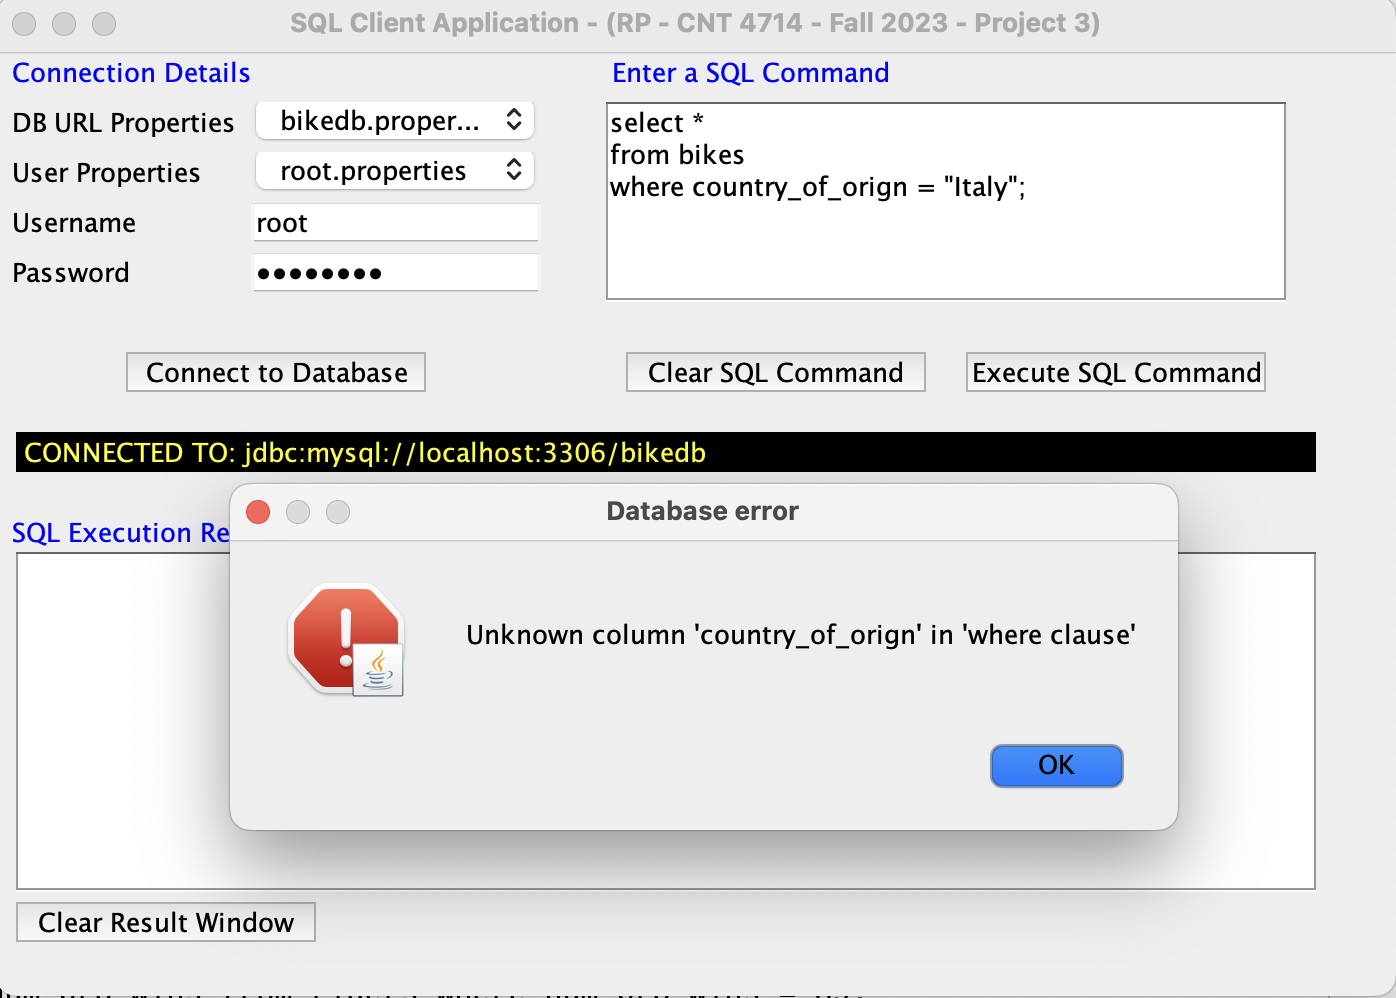 SQL Client Application - (RP - CNT 4714 - Fall 2023 - Project 3)
Connection Details
DB URL Properties
bikedb.proper...
User Properties
root.properties
Username
root
Password
Connect to Database
Enter a SQL Command
select *
from bikes
where country_of_orign = "Italy";
Clear SQL Command
Execute SQL Command
CONNECTED TO: jdbc:mysql://localhost:3306/bikedb
SQL Execution Re
Database error
Unknown column 'country_of_orign' in 'where clause'
OK
Clear Result Window